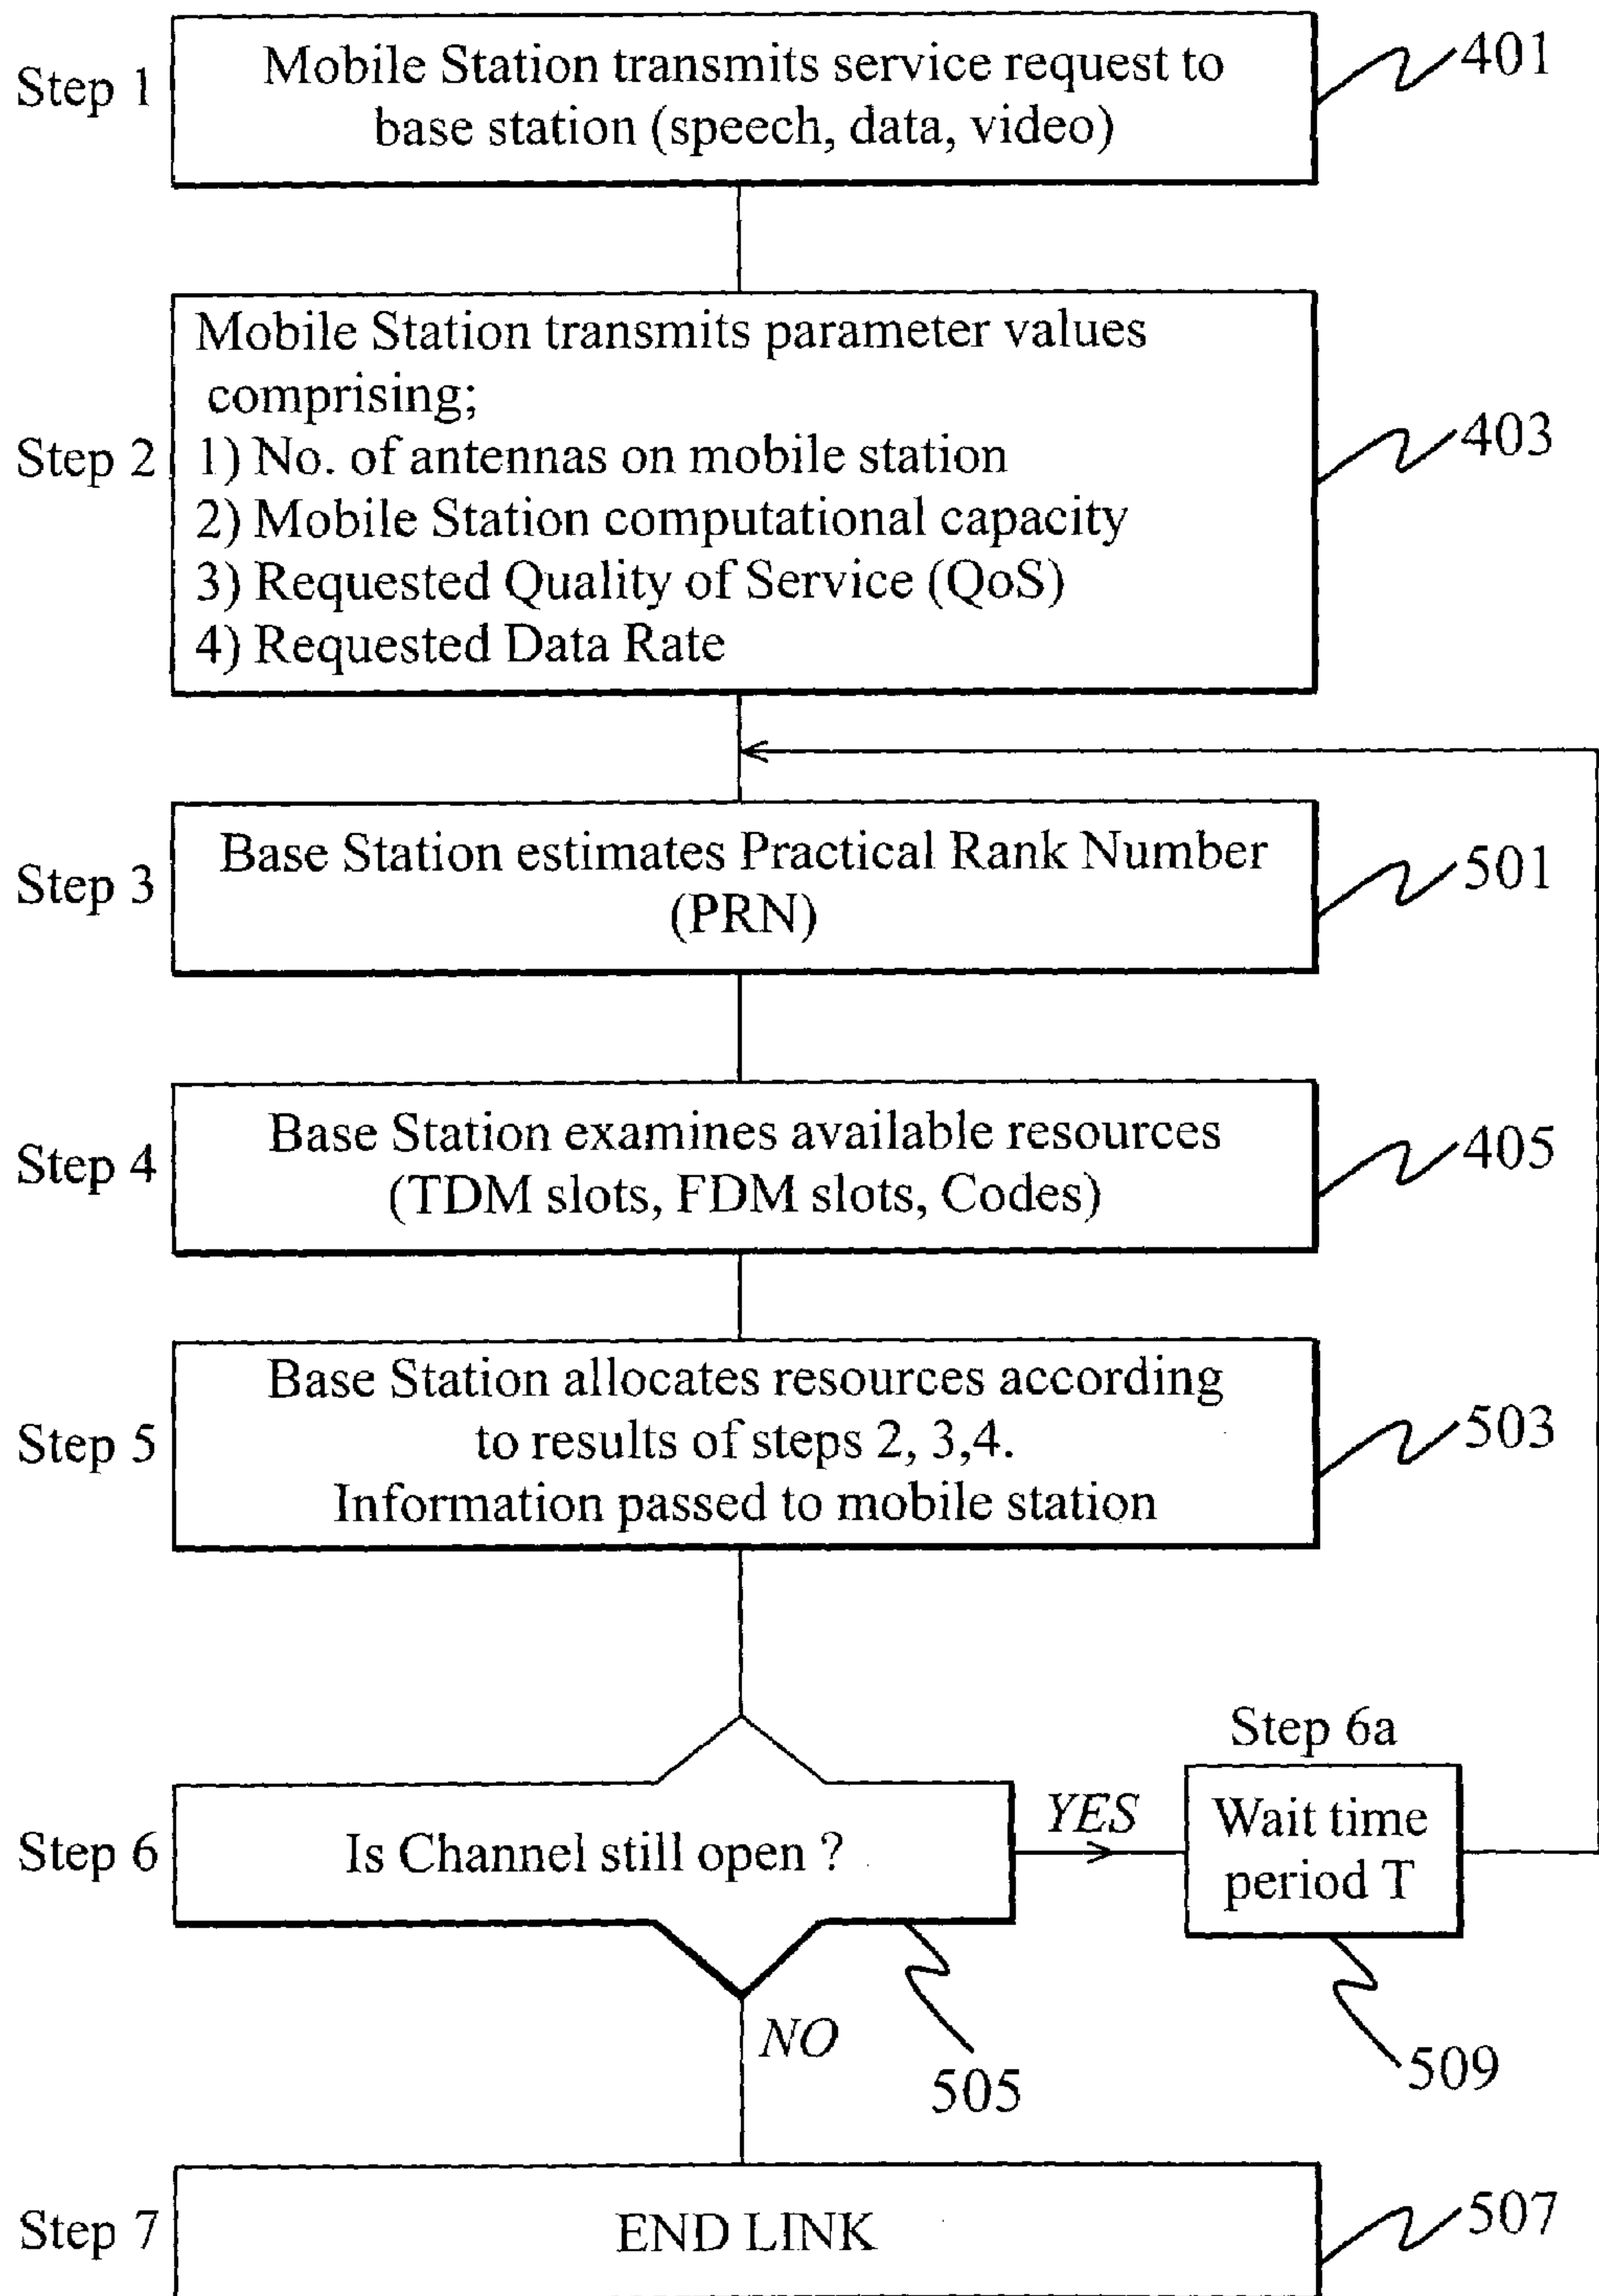 Step 1
Mobile Station transmits service request to
base station (speech, data, video)
401
Step 2
Mobile Station transmits parameter values
comprising;
1) No. of antennas on mobile station
2) Mobile Station computational capacity
3) Requested Quality of Service (QoS)
4) Requested Data Rate
403
Step 3
Base Station estimates Practical Rank Number
(PRN)
501
Step 4
Base Station examines available resources
(TDM slots, FDM slots, Codes)
405
Step 5
Base Station allocates resources according
to results of steps 2, 3,4.
Information passed to mobile station
503
Step 6
Is Channel still open ?
YES
Step 6a
Wait time
period T
NO
505
509
Step 7
END LINK
507